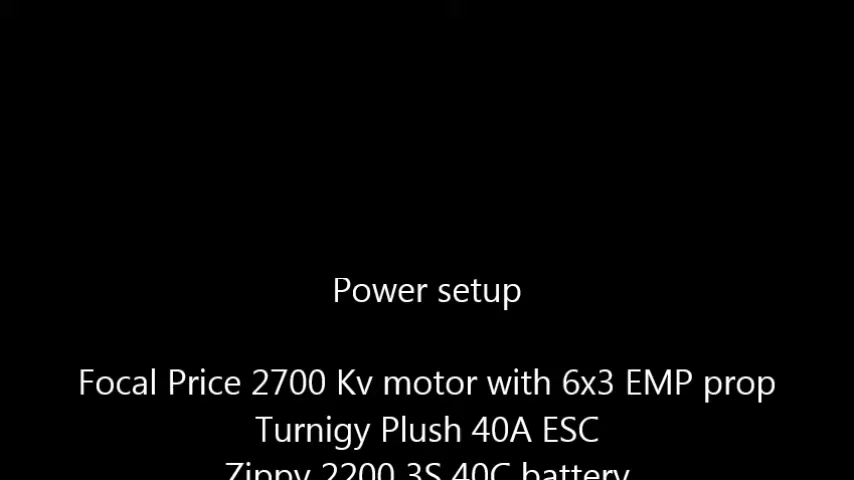 Power setup
Focal Price 2700 Kv motor with 6x3 EMP prop
Turnigy Plush 40A ESC
Zippy 2200 3S 40C battery